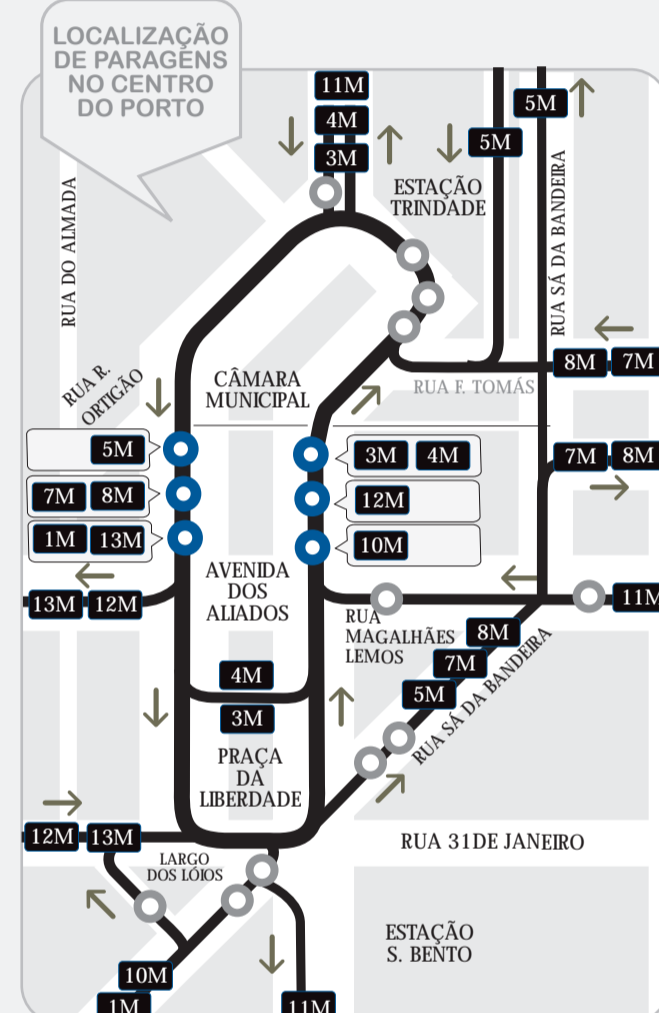 LOCALIZAÇÃO
DE PARAGENS
NO CENTRO
DO PORTO
11M
4M
3M
5M
5M
ESTAÇÃO
TRINDADE
RUA DO ALMADA
RUA SÁ DA BANDEIRA
8M 7M
RUA F. TOMÁS
RUA R.
ORTIGÃO
CÂMARA
MUNICIPAL
5M
3M 4M
7M 8M
7M 8M
12M
1M 13M
10M
AVENIDA
DOS
ALIADOS
13M 12M
11M
RUA
MAGALHÃES
LEMOS
8M
7M
5M
RUA SÁ DA BANDEIRA
4M
3M
PRAÇA
DA
LIBERDADE
12M 13M
RUA 31DE JANEIRO
LARGO
DOS LÓIOS
ESTAÇÃO
S. BENTO
10M
1M
11M